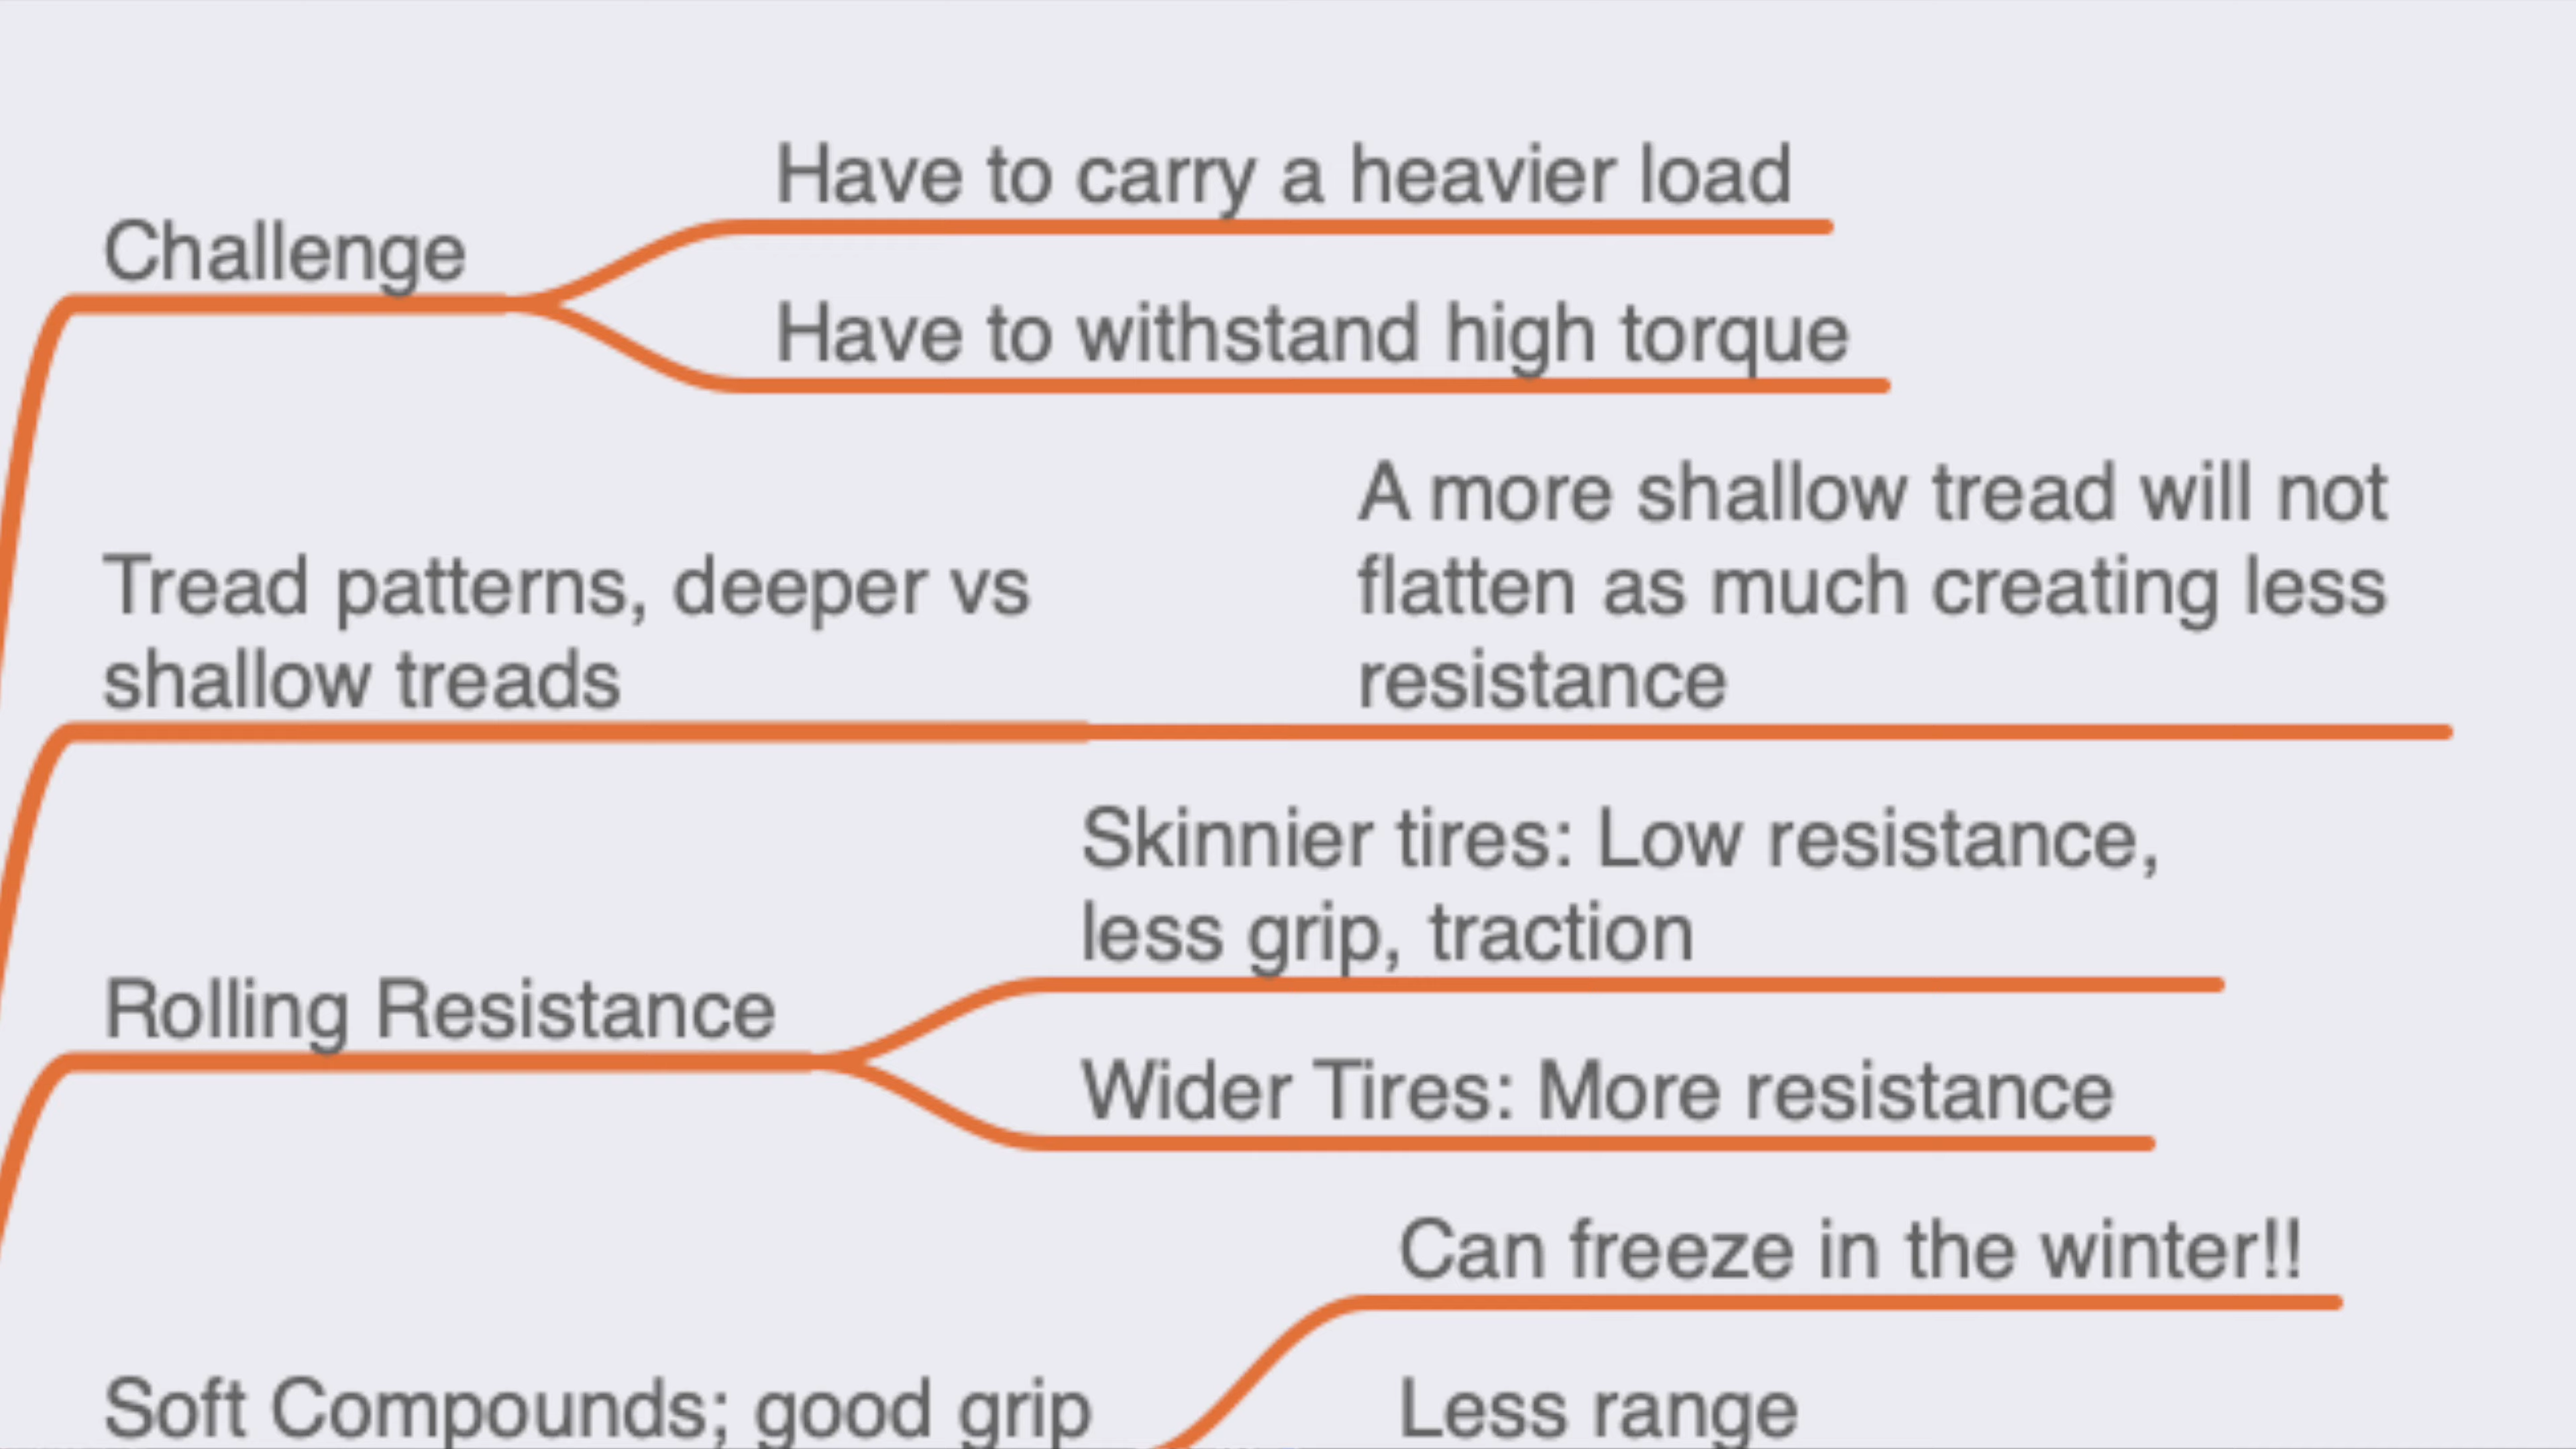 Have to carry a heavier load
Challenge
Have to withstand high torque
A more shallow tread will not
flatten as much creating less
resistance
Tread patterns, deeper vs
shallow treads
Skinnier tires: Low resistance,
less grip, traction
Rolling Resistance
Wider Tires: More resistance
Can freeze in the winter!!
Soft Compounds; good grip
Less range